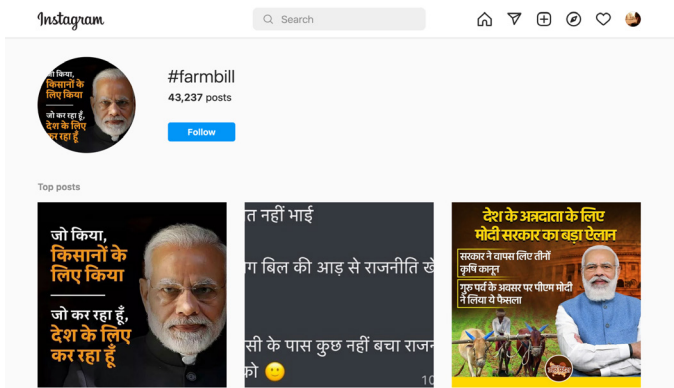 Instagram
Search
#farmbill
43,237 posts
Follow
जो किया,
किसानों के
लिए किया
जो कर रहा हूँ,
देश के लिए
कर रहा हूँ
Top posts
जो किया,
किसानों के
लिए किया
जो कर रहा हूँ,
देश के लिए
कर रहा हूँ
नहीं भाई
बिल की आड़ से राजनीति
के पास कुछ नहीं बचा
को 🙂
10
देश के अन्नदाता के लिए
मोदी सरकार का बड़ा ऐलान
सरकार ने वापस लिए तीनों
कृषि कानून
गुरु पर्व के अवसर पर पीएम मोदी
ने लिया ये फैसला